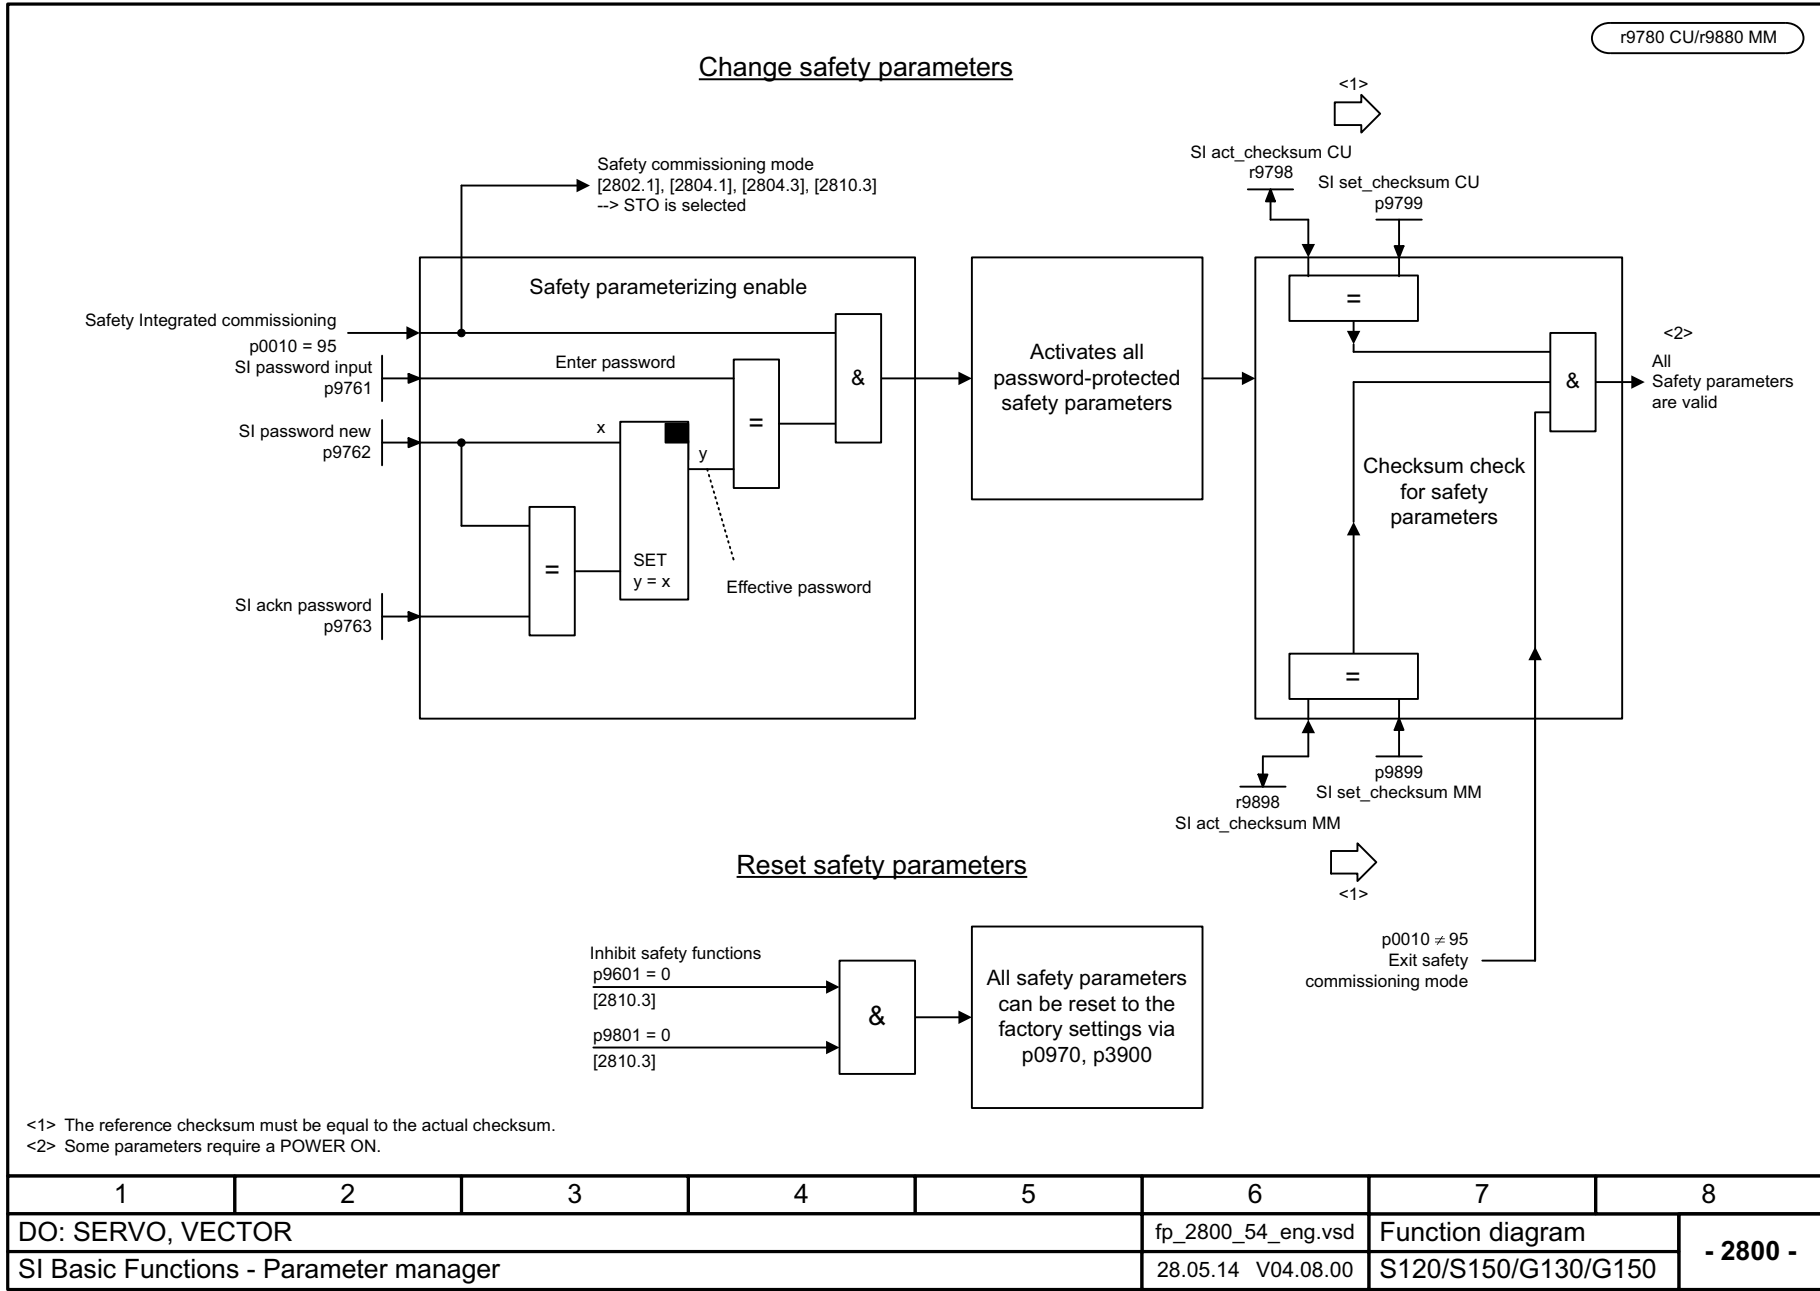 r9780 CU/r9880 MM
Change safety parameters
<1>
SI act_checksum CU
r9798
SI set_checksum CU
p9799
Safety commissioning mode
[2802.1], [2804.1], [2804.3], [2810.3]
--> STO is selected
Safety parameterizing enable
Safety Integrated commissioning
p0010 = 95
SI password input
p9761
Enter password
SI password new
p9762
x
y
=
&
=
SET
y = x
Effective password
SI ackn password
p9763
Activates all
password-protected
safety parameters
=
&
<2>
All
Safety parameters
are valid
Checksum check
for safety
parameters
=
p9899
SI set_checksum MM
r9898
SI act_checksum MM
<1>
p0010 ≠ 95
Exit safety
commissioning mode
Reset safety parameters
Inhibit safety functions
p9601 = 0
[2810.3]
p9801 = 0
[2810.3]
&
All safety parameters
can be reset to the
factory settings via
p0970, p3900
<1> The reference checksum must be equal to the actual checksum.
<2> Some parameters require a POWER ON.
1 2 3 4 5 6 7 8
DO: SERVO, VECTOR
fp_2800_54_eng.vsd
Function diagram
- 2800 -
SI Basic Functions - Parameter manager
28.05.14 V04.08.00
S120/S150/G130/G150